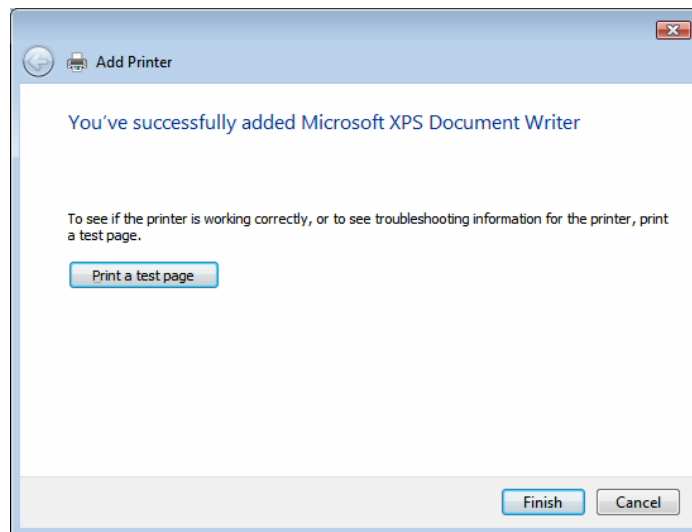 Add Printer
You've successfully added Microsoft XPS Document Writer
To see if the printer is working correctly, or to see troubleshooting information for the printer, print
a test page.
Print a test page
Finish
Cancel